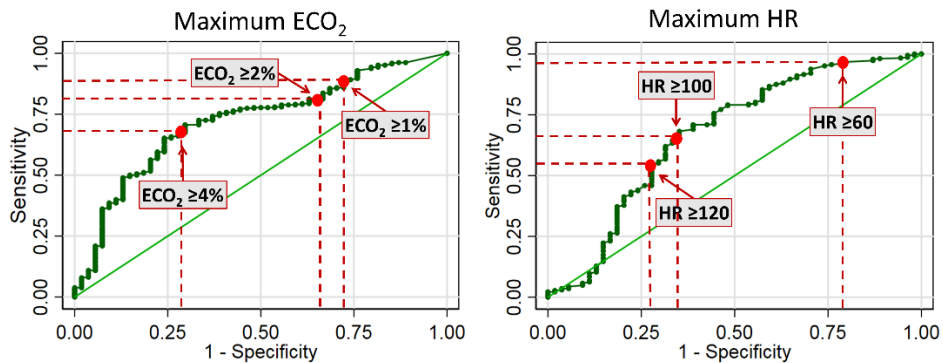 Maximum ECO₂
Sensitivity
1.00
0.75
0.50
0.25
0.00
ECO₂ ≥2%
ECO₂ ≥1%
ECO₂ ≥4%
0.00 0.25 0.50 0.75 1.00
1 - Specificity
Maximum HR
Sensitivity
1.00
0.75
0.50
0.25
0.00
HR ≥100
HR ≥60
HR ≥120
0.00 0.25 0.50 0.75 1.00
1 - Specificity